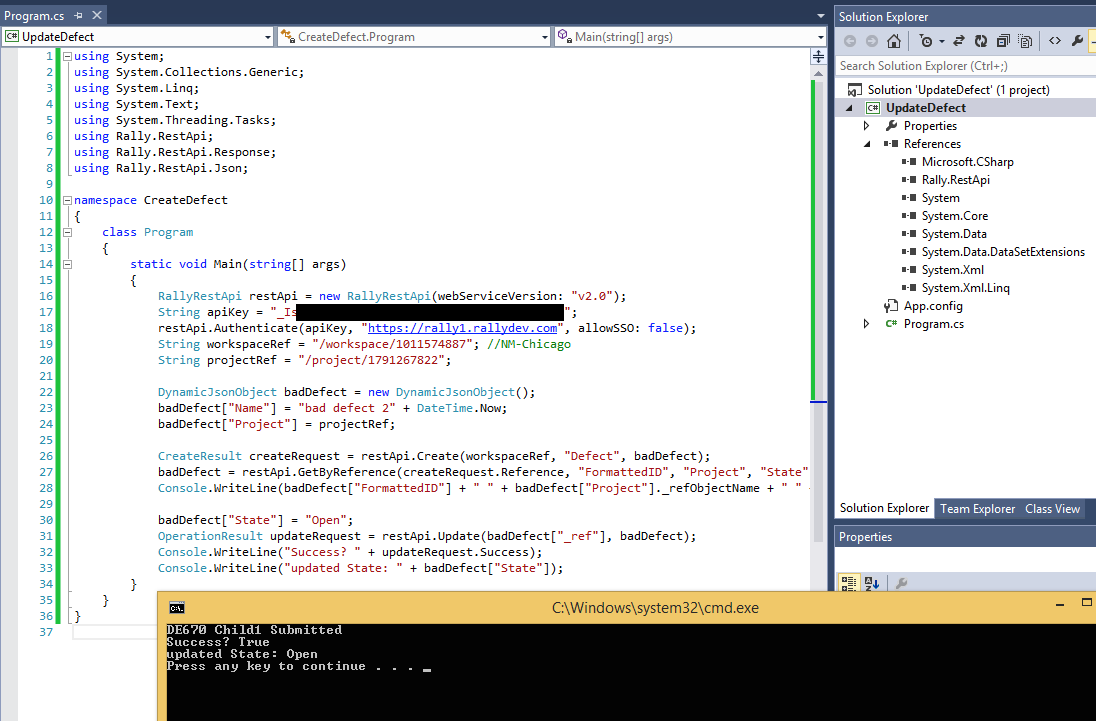 Program.cs
UpdateDefect
CreateDefect.Program
Main(string[] args)
1 using System;
2 using System.Collections.Generic;
3 using System.Linq;
4 using System.Text;
5 using System.Threading.Tasks;
6 using Rally.RestApi;
7 using Rally.RestApi.Response;
8 using Rally.RestApi.Json;
9
10 namespace CreateDefect
11 {
12 class Program
13 {
14 static void Main(string[] args)
15 {
16 RallyRestApi restApi = new RallyRestApi(webServiceVersion: "v2.0");
17 String apiKey = "_Is ";
18 restApi.Authenticate(apiKey, "https://rally1.rallydev.com", allowSSO: false);
19 String workspaceRef = "/workspace/1011574887"; //NM-Chicago
20 String projectRef = "/project/1791267822";
21
22 DynamicJsonObject badDefect = new DynamicJsonObject();
23 badDefect["Name"] = "bad defect 2" + DateTime.Now;
24 badDefect["Project"] = projectRef;
25
26 CreateResult createRequest = restApi.Create(workspaceRef, "Defect", badDefect);
27 badDefect = restApi.GetByReference(createRequest.Reference, "FormattedID", "Project", "State"
28 Console.WriteLine(badDefect["FormattedID"] + " " + badDefect["Project"]._refObjectName + " " +
29
30 badDefect["State"] = "Open";
31 OperationResult updateRequest = restApi.Update(badDefect["_ref"], badDefect);
32 Console.WriteLine("Success? " + updateRequest.Success);
33 Console.WriteLine("updated State: " + badDefect["State"]);
34 }
35 }
36 }
37
C:\Windows\system32\cmd.exe
DE670 Child1 Submitted
Success? True
updated State: Open
Press any key to continue . . . _
Solution Explorer
Search Solution Explorer (Ctrl+;)
Solution 'UpdateDefect' (1 project)
C# UpdateDefect
Properties
References
Microsoft.CSharp
Rally.RestApi
System
System.Core
System.Data
System.Data.DataSetExtensions
System.Xml
System.Xml.Linq
App.config
C# Program.cs
Solution Explorer Team Explorer Class View
Properties